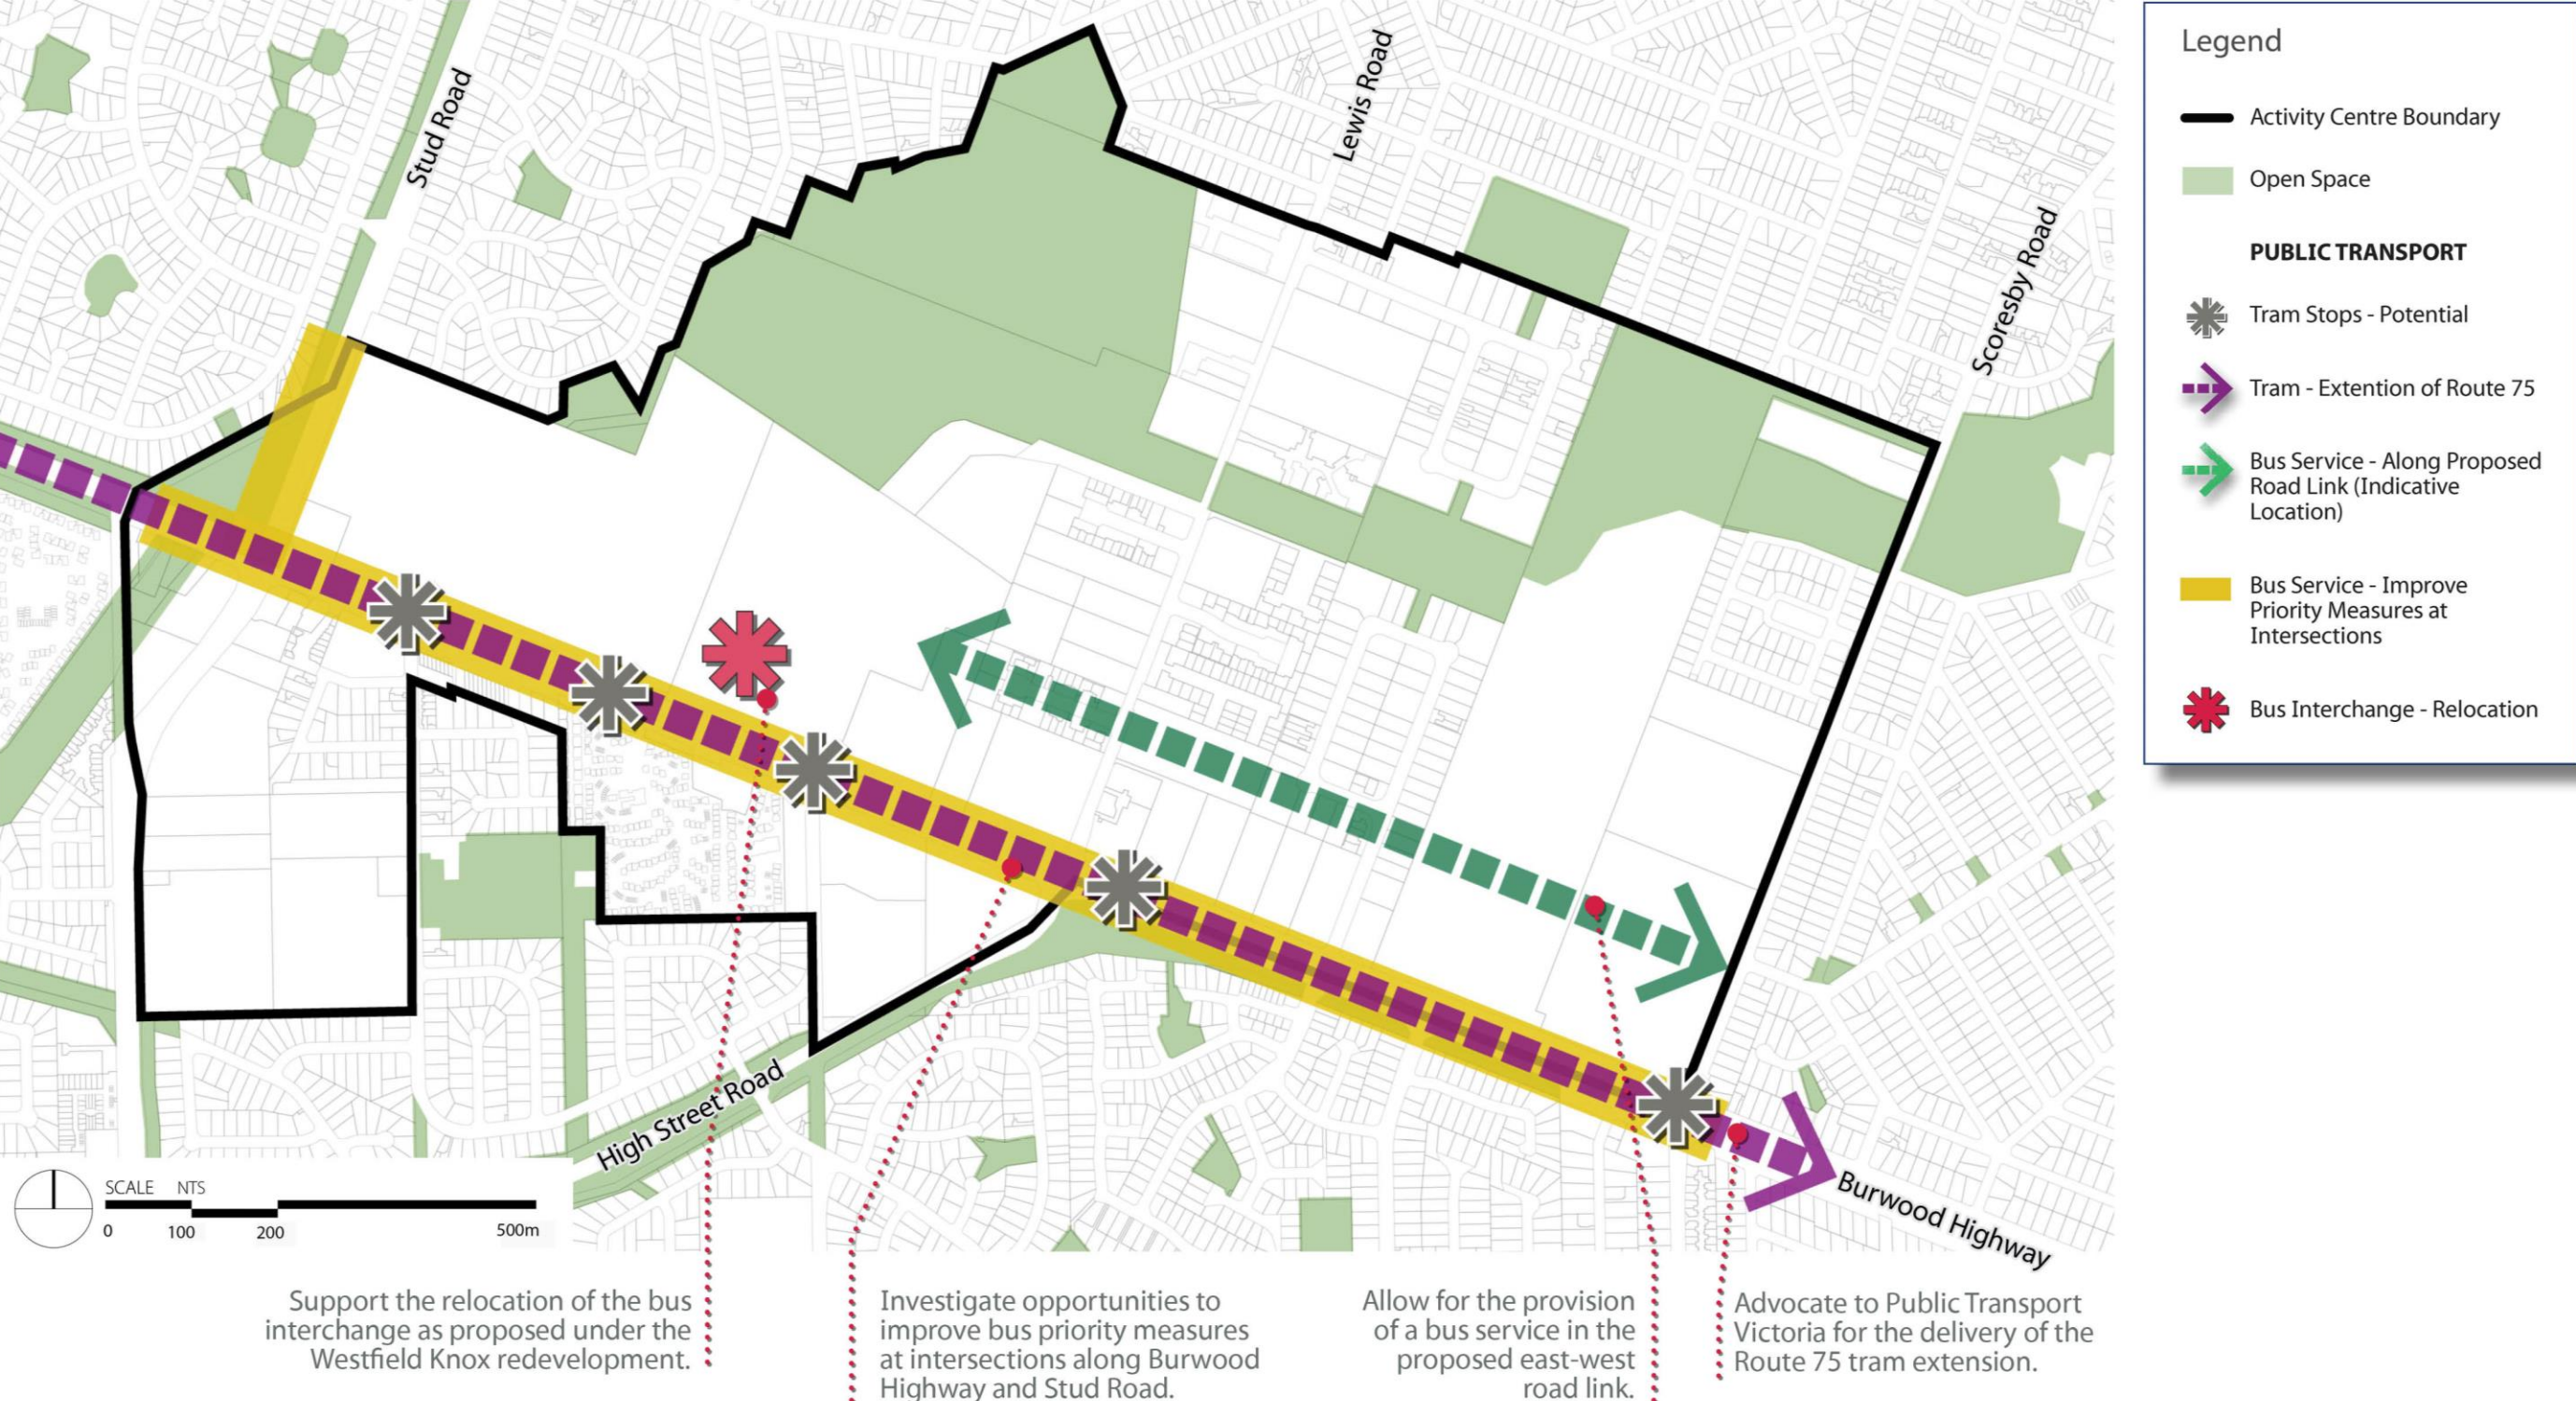 Stud Road
Lewis Road
Scoresby Road
High Street Road
Burwood Highway
SCALE NTS
0 100 200 500m
Support the relocation of the bus
interchange as proposed under the
Westfield Knox redevelopment.
Investigate opportunities to
improve bus priority measures
at intersections along Burwood
Highway and Stud Road.
Allow for the provision
of a bus service in the
proposed east-west
road link.
Advocate to Public Transport
Victoria for the delivery of the
Route 75 tram extension.
Legend
Activity Centre Boundary
Open Space
PUBLIC TRANSPORT
Tram Stops - Potential
Tram - Extention of Route 75
Bus Service - Along Proposed
Road Link (Indicative
Location)
Bus Service - Improve
Priority Measures at
Intersections
Bus Interchange - Relocation